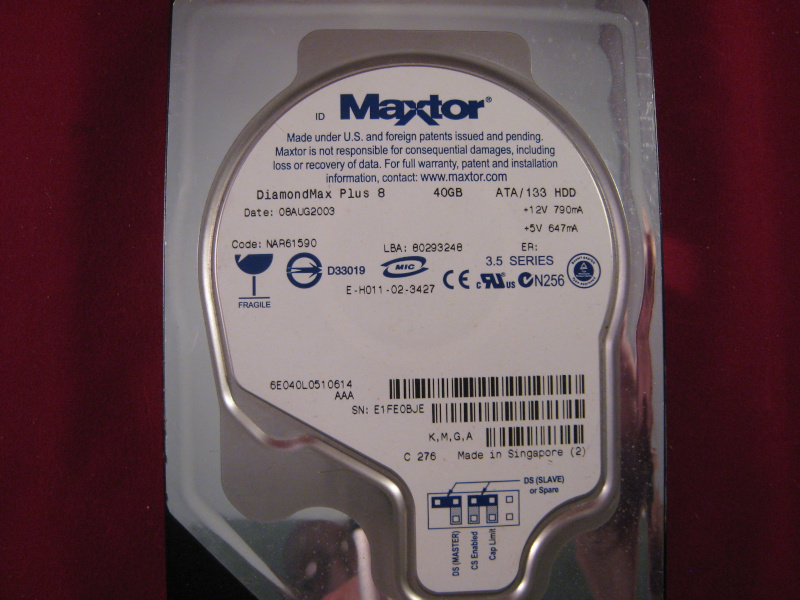 ID Maxtor®
Made under U.S. and foreign patents issued and pending.
Maxtor is not responsible for consequential damages, including
loss or recovery of data. For full warranty, patent and installation
information, contact: www.maxtor.com
DiamondMax Plus 8 40GB ATA/133 HDD
Date: 08AUG2003 +12V 790mA
+5V 647mA
Code: NAR61590 LBA: 80293248 ER:
D33019 MIC 3.5 SERIES
E-H011-02-3427 CE c US N256
FRAGILE
6E040L0510614
AAA
SN: E1FE0BJE
K,M,G,A
C 276 Made in Singapore (2)
DS (SLAVE)
or Spare
DS (MASTER)
CS Enabled
Cap Limit